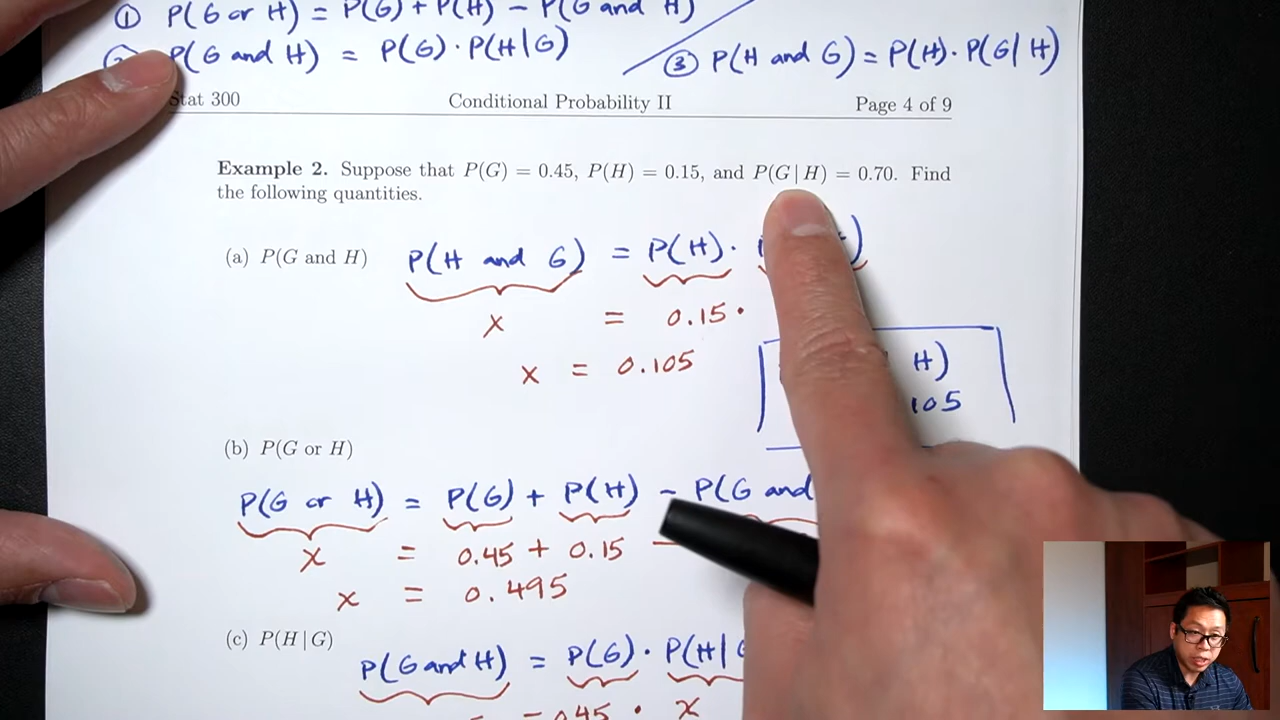 ① P(G or H) = P(G) + P(H) − P(G and H)
P(G and H) = P(G) · P(H|G)
③ P(H and G) = P(H) · P(G|H)
Stat 300 Conditional Probability II Page 4 of 9
Example 2. Suppose that P(G) = 0.45, P(H) = 0.15, and P(G | H) = 0.70. Find
the following quantities.
(a) P(G and H) P(H and G) = P(H) ·
x = 0.15 ·
x = 0.105
H)
105
(b) P(G or H)
P(G or H) = P(G) + P(H) − P(G and
x = 0.45 + 0.15 −
x = 0.495
(c) P(H | G)
P(G and H) = P(G) · P(H|
0.45 · x